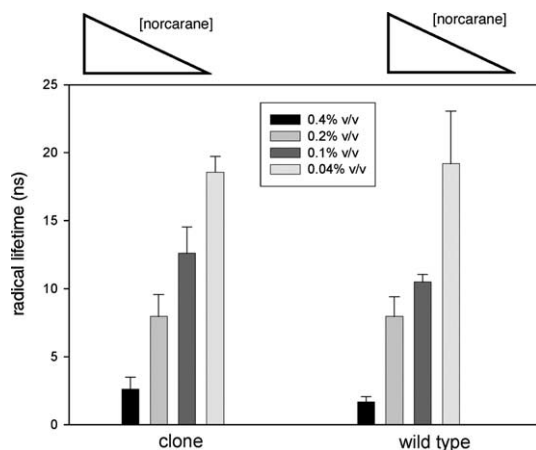 [norcarane]
[norcarane]
25
20
15
10
5
0
radical lifetime (ns)
0.4% v/v
0.2% v/v
0.1% v/v
0.04% v/v
clone
wild type